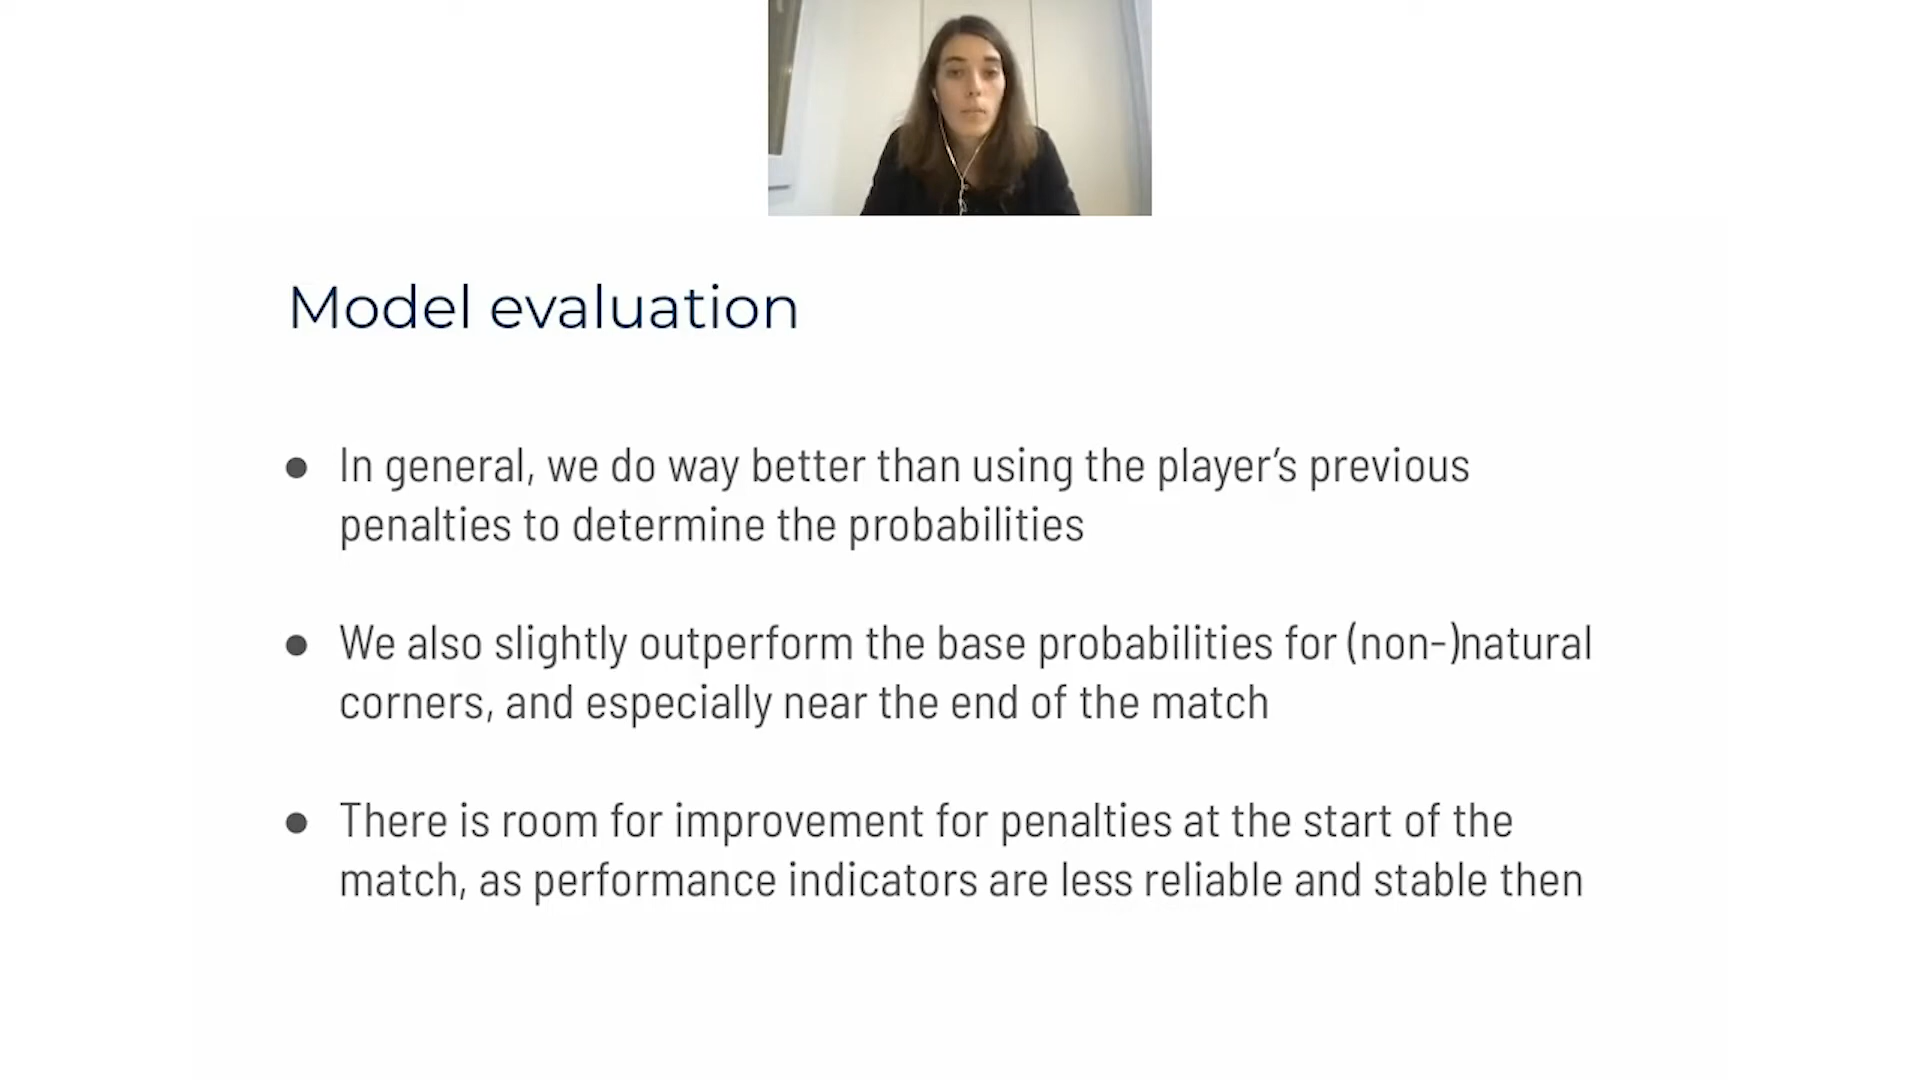 Model evaluation
● In general, we do way better than using the player’s previous
penalties to determine the probabilities
● We also slightly outperform the base probabilities for (non-)natural
corners, and especially near the end of the match
● There is room for improvement for penalties at the start of the
match, as performance indicators are less reliable and stable then